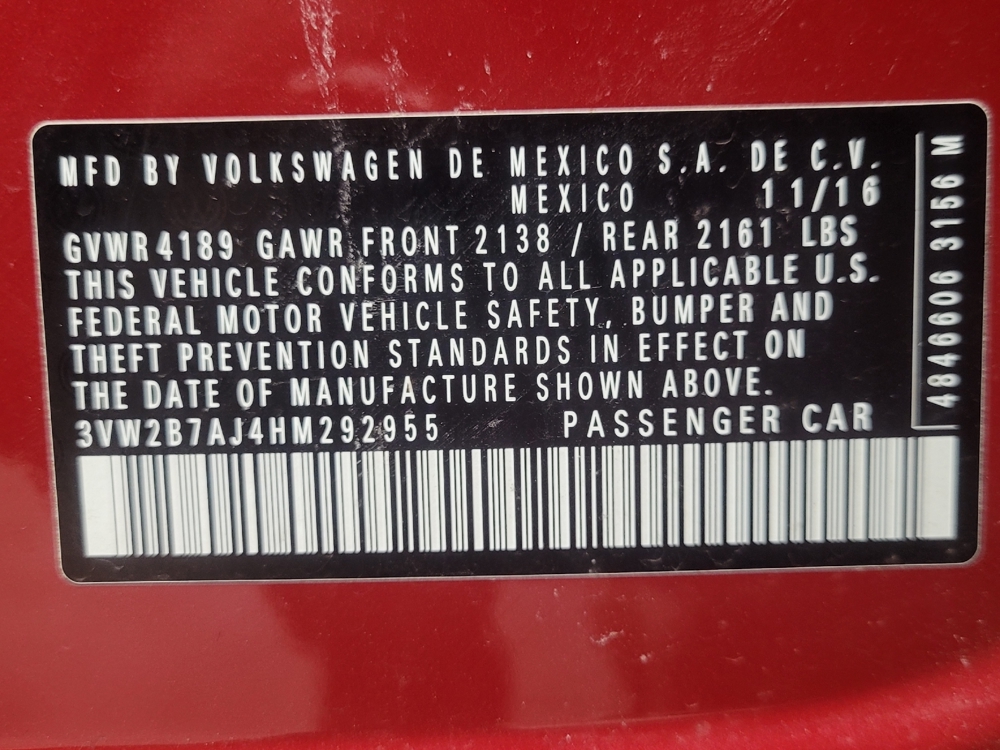 MFD BY VOLKSWAGEN DE MEXICO S.A. DE C.V.
MEXICO 11/16
GVWR 4189 GAWR FRONT 2138 / REAR 2161 LBS
THIS VEHICLE CONFORMS TO ALL APPLICABLE U.S.
FEDERAL MOTOR VEHICLE SAFETY, BUMPER AND
THEFT PREVENTION STANDARDS IN EFFECT ON
THE DATE OF MANUFACTURE SHOWN ABOVE.
3VW2B7AJ4HM292955 PASSENGER CAR
4846606 3156 M